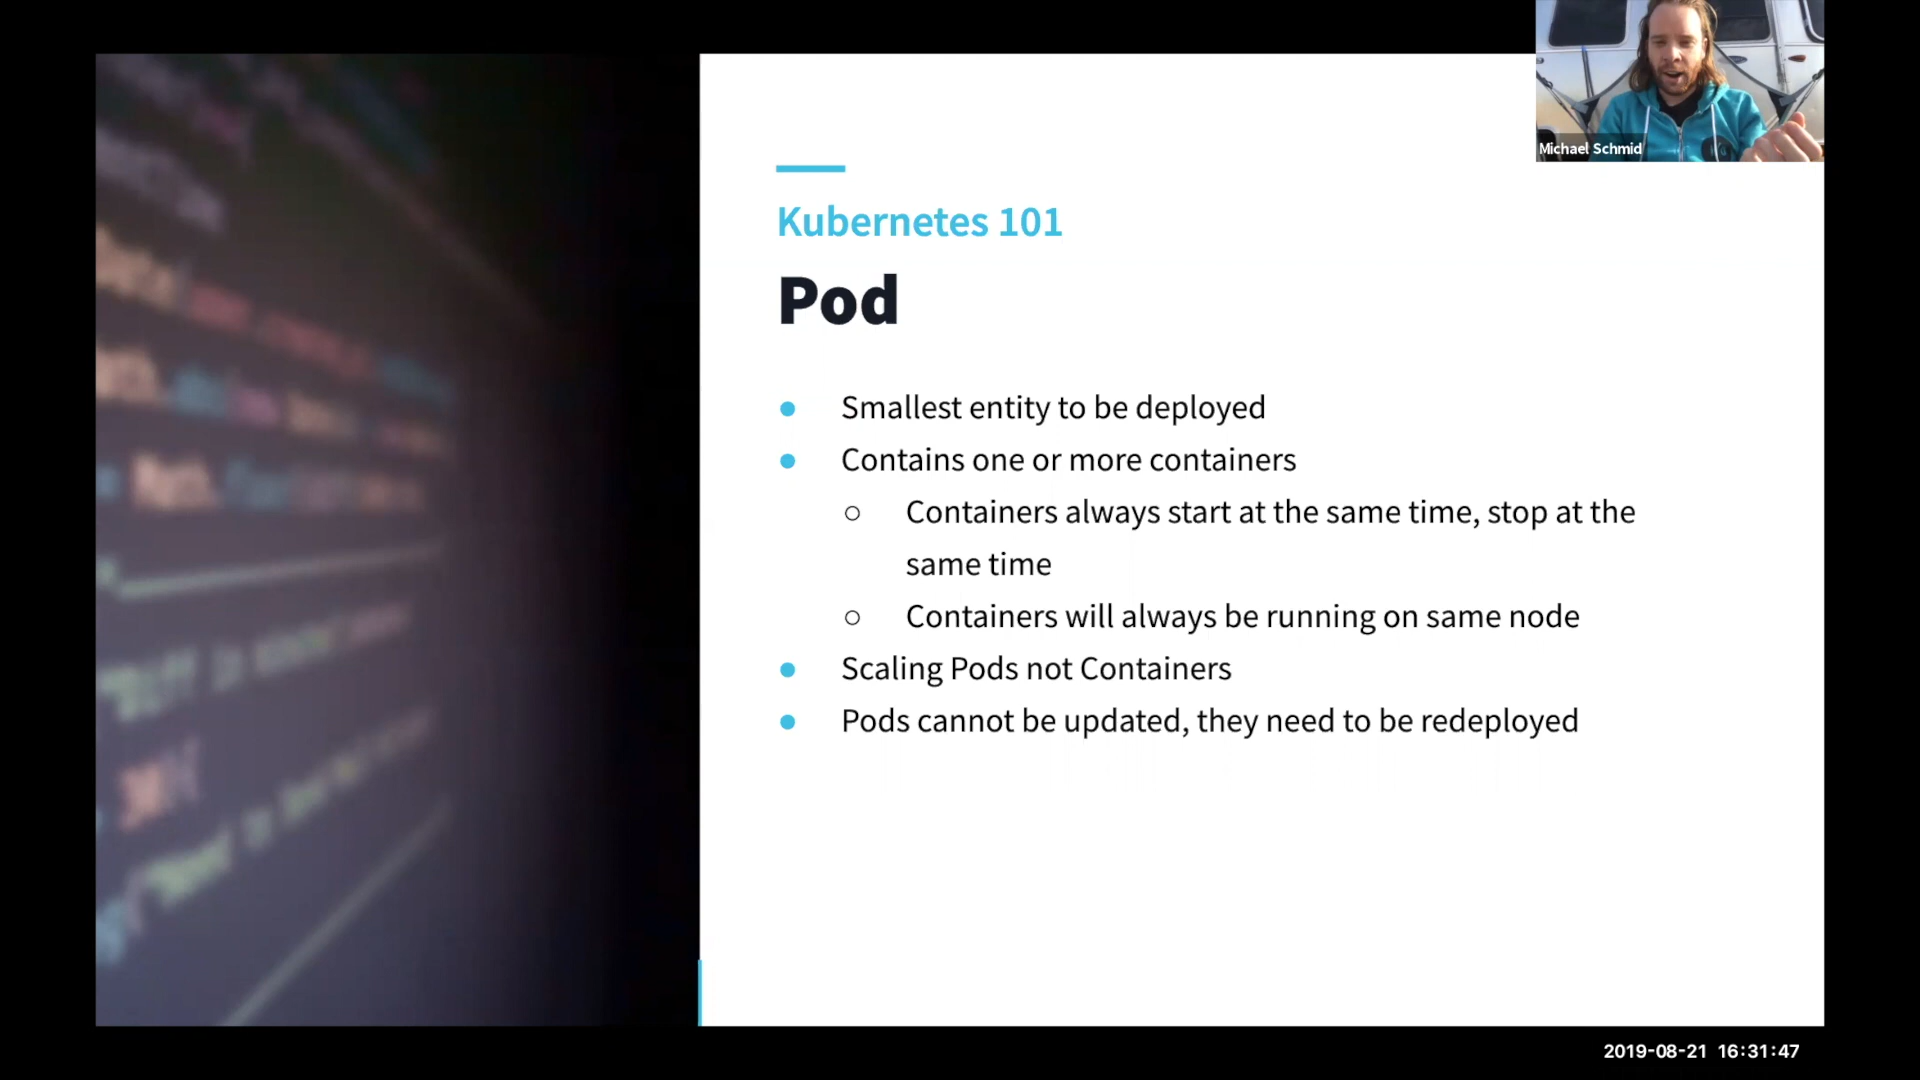 Michael Schmid
Kubernetes 101
Pod
● Smallest entity to be deployed
● Contains one or more containers
○ Containers always start at the same time, stop at the
same time
○ Containers will always be running on same node
● Scaling Pods not Containers
● Pods cannot be updated, they need to be redeployed
2019-08-21 16:31:47